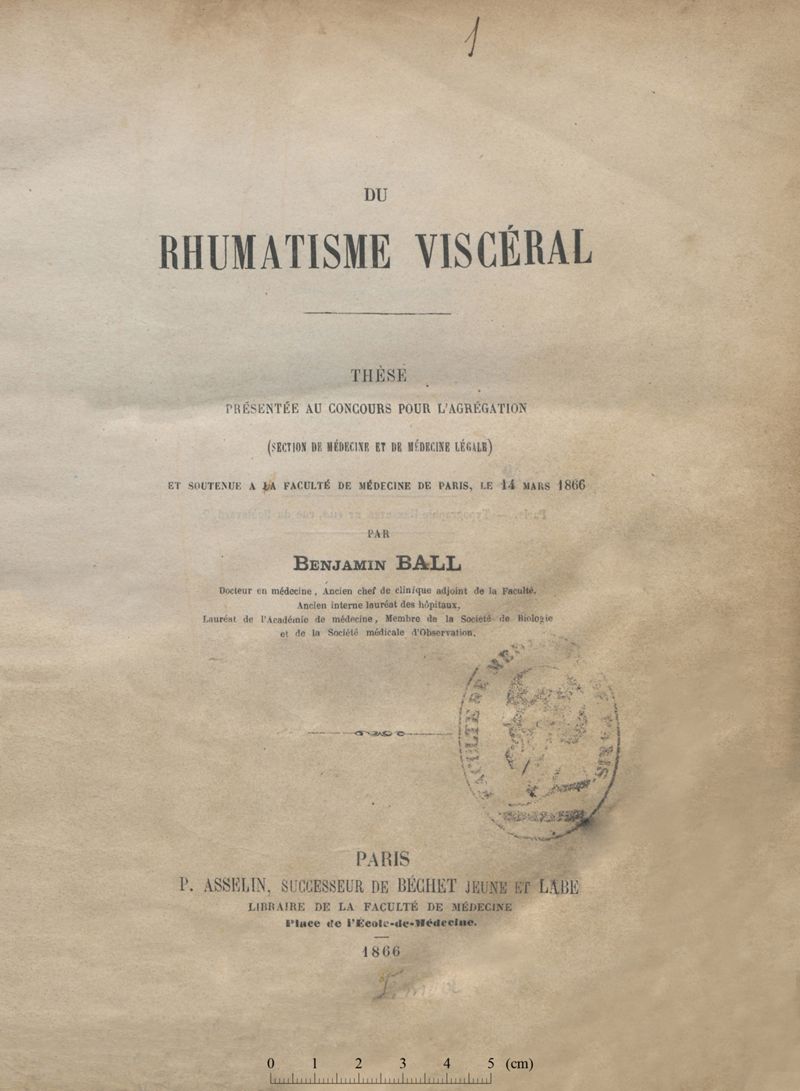 1
DU
RHUMATISME VISCÉRAL
THÈSE
PRÉSENTÉE AU CONCOURS POUR L'AGRÉGATION
(SECTION DE MÉDECINE ET DE MÉDECINE LÉGALE)
ET SOUTENUE A LA FACULTÉ DE MÉDECINE DE PARIS, LE 14 MARS 1866
PAR
BENJAMIN BALL
Docteur en médecine, Ancien chef de clinique adjoint de la Faculté,
Ancien interne lauréat des hôpitaux,
Lauréat de l'Académie de médecine, Membre de la Société de Biologie
et de la Société médicale d'Observation.
FACULTÉ DE PARIS
PARIS
P. ASSELIN, SUCCESSEUR DE BÉCHET JEUNE ET LABÉ
LIBRAIRE DE LA FACULTÉ DE MÉDECINE
Place de l'École-de-Médecine.
1866
0 1 2 3 4 5 (cm)